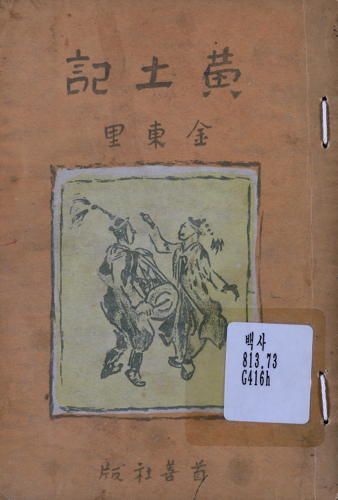 黃土記
金東里
首善社版
백사
813.73
G416h